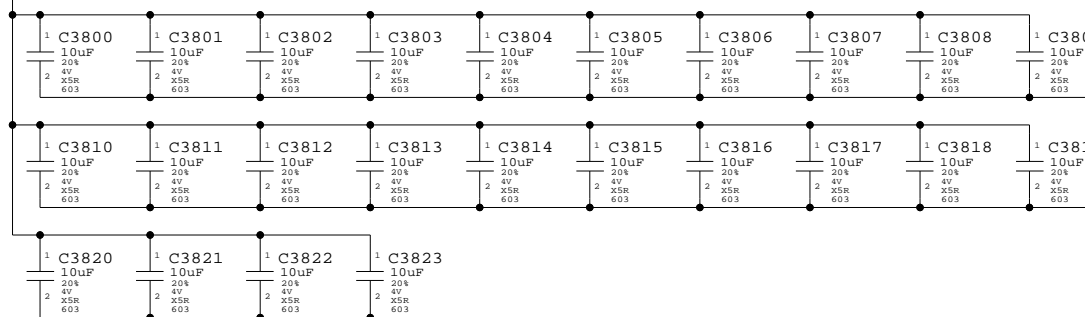 1 C3800 1 C3801 1 C3802 1 C3803 1 C3804 1 C3805 1 C3806 1 C3807 1 C3808 1
10uF 10uF 10uF 10uF 10uF 10uF 10uF 10uF 10uF 10uF
20% 20% 20% 20% 20% 20% 20% 20% 20% 20%
2 4V 2 4V 2 4V 2 4V 2 4V 2 4V 2 4V 2 4V 2 4V 2 4V
X5R X5R X5R X5R X5R X5R X5R X5R X5R X5R
603 603 603 603 603 603 603 603 603 603
1 C3810 1 C3811 1 C3812 1 C3813 1 C3814 1 C3815 1 C3816 1 C3817 1 C3818 1
10uF 10uF 10uF 10uF 10uF 10uF 10uF 10uF 10uF 10uF
20% 20% 20% 20% 20% 20% 20% 20% 20% 20%
2 4V 2 4V 2 4V 2 4V 2 4V 2 4V 2 4V 2 4V 2 4V 2 4V
X5R X5R X5R X5R X5R X5R X5R X5R X5R X5R
603 603 603 603 603 603 603 603 603 603
1 C3820 1 C3821 1 C3822 1 C3823
10uF 10uF 10uF 10uF
20% 20% 20% 20%
2 4V 2 4V 2 4V 2 4V
X5R X5R X5R X5R
603 603 603 603